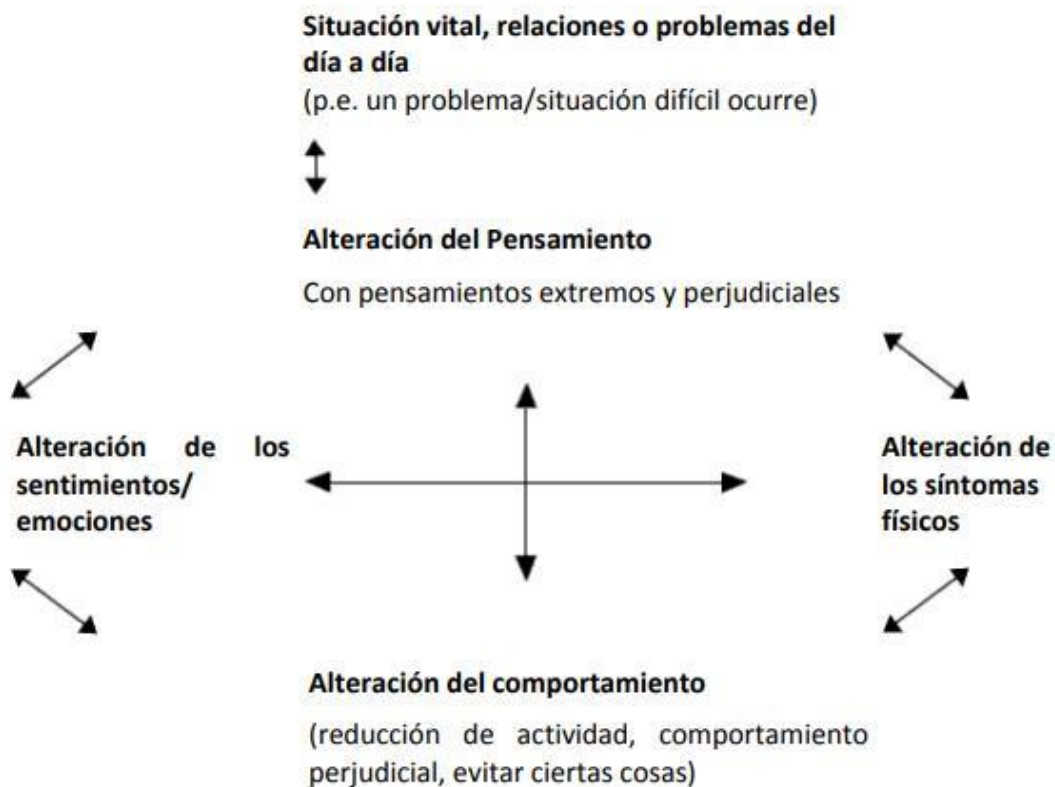 Situación vital, relaciones o problemas del
día a día
(p.e. un problema/situación difícil ocurre)
Alteración del Pensamiento
Con pensamientos extremos y perjudiciales
Alteración de los
sentimientos/
emociones
Alteración de
los síntomas
físicos
Alteración del comportamiento
(reducción de actividad, comportamiento
perjudicial, evitar ciertas cosas)